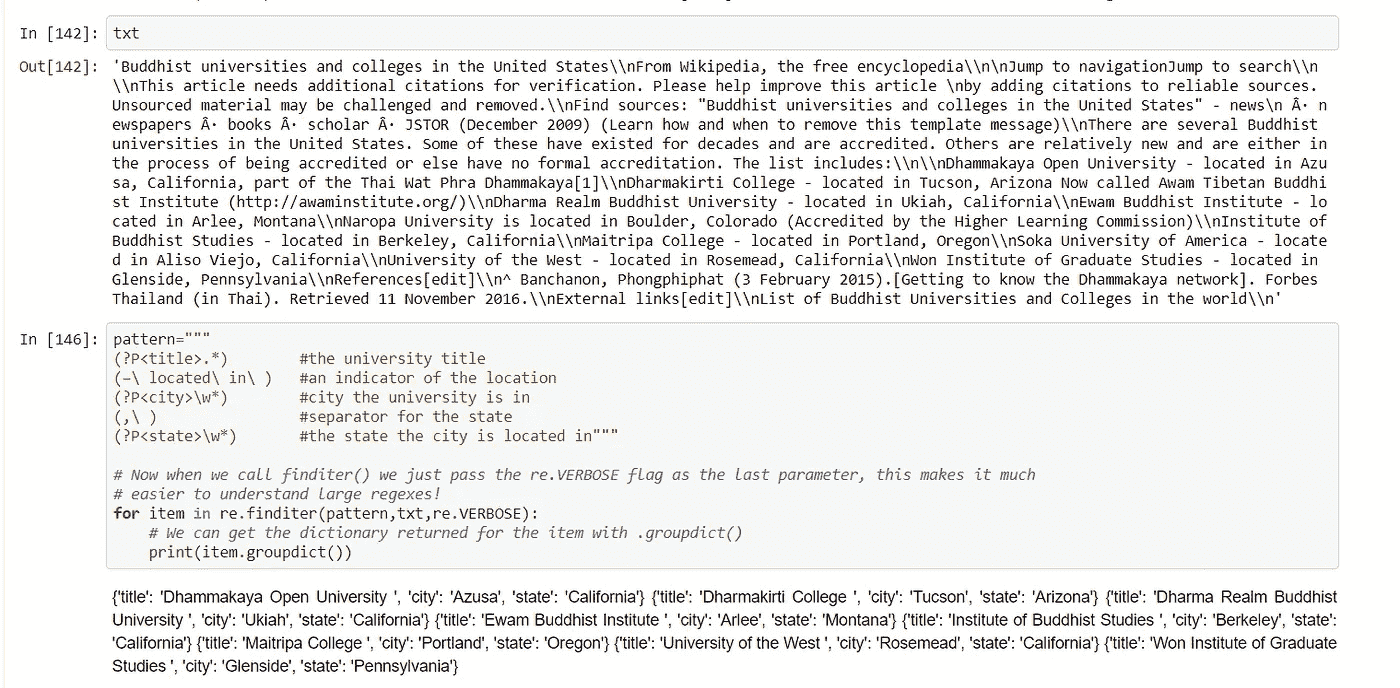 In [142]: txt
Out[142]: 'Buddhist universities and colleges in the United States\\nFrom Wikipedia, the free encyclopedia\\n\nJump to navigationJump to search\\n
\\nThis article needs additional citations for verification. Please help improve this article \nby adding citations to reliable sources.
Unsourced material may be challenged and removed.\\nFind sources: "Buddhist universities and colleges in the United States" - news\n Â· n
ewspapers Â· books Â· scholar Â· JSTOR (December 2009) (Learn how and when to remove this template message)\\nThere are several Buddhist
universities in the United States. Some of these have existed for decades and are accredited. Others are relatively new and are either in
the process of being accredited or else have no formal accreditation. The list includes:\\n\\nDhammakaya Open University - located in Azu
sa, California, part of the Thai Wat Phra Dhammakaya[1]\\nDharmakirti College - located in Tucson, Arizona Now called Awam Tibetan Buddhi
st Institute (http://awaminstitute.org/)\\nDharma Realm Buddhist University - located in Ukiah, California\\nEwam Buddhist Institute - lo
cated in Arlee, Montana\\nNaropa University is located in Boulder, Colorado (Accredited by the Higher Learning Commission)\\nInstitute of
Buddhist Studies - located in Berkeley, California\\nMaitripa College - located in Portland, Oregon\\nSoka University of America - locate
d in Aliso Viejo, California\\nUniversity of the West - located in Rosemead, California\\nWon Institute of Graduate Studies - located in
Glenside, Pennsylvania\\nReferences[edit]\\n^ Banchanon, Phongphiphat (3 February 2015).[Getting to know the Dhammakaya network]. Forbes
Thailand (in Thai). Retrieved 11 November 2016.\\nExternal links[edit]\\nList of Buddhist Universities and Colleges in the world\\n'
In [146]: pattern="""
(?P<title>.*)        #the university title
(–\ located\ in\ )   #an indicator of the location
(?P<city>\w*)        #city the university is in
(,\ )                #separator for the state
(?P<state>\w*)       #the state the city is located in"""
# Now when we call finditer() we just pass the re.VERBOSE flag as the last parameter, this makes it much
# easier to understand large regexes!
for item in re.finditer(pattern,txt,re.VERBOSE):
    # We can get the dictionary returned for the item with .groupdict()
    print(item.groupdict())
{'title': 'Dhammakaya Open University ', 'city': 'Azusa', 'state': 'California'} {'title': 'Dharmakirti College ', 'city': 'Tucson', 'state': 'Arizona'} {'title': 'Dharma Realm Buddhist
University ', 'city': 'Ukiah', 'state': 'California'} {'title': 'Ewam Buddhist Institute ', 'city': 'Arlee', 'state': 'Montana'} {'title': 'Institute of Buddhist Studies ', 'city': 'Berkeley', 'state':
'California'} {'title': 'Maitripa College ', 'city': 'Portland', 'state': 'Oregon'} {'title': 'University of the West ', 'city': 'Rosemead', 'state': 'California'} {'title': 'Won Institute of Graduate
Studies ', 'city': 'Glenside', 'state': 'Pennsylvania'}